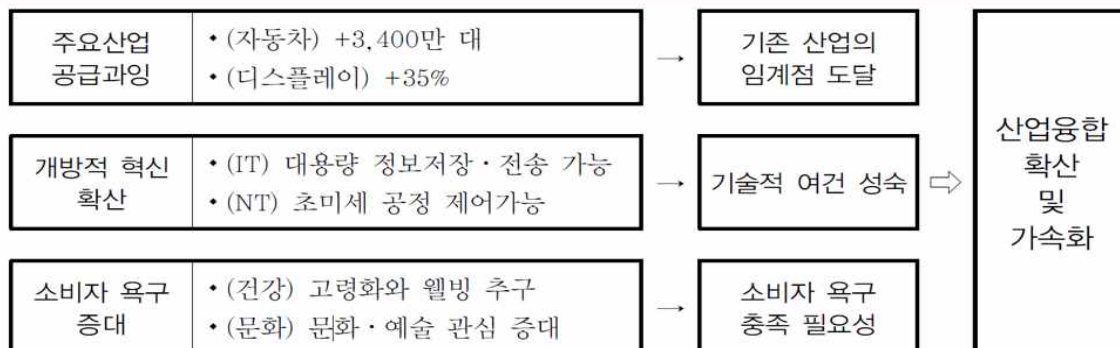 주요산업
공급과잉
• (자동차) +3,400만 대
• (디스플레이) +35%
→
기존 산업의
임계점 도달
개방적 혁신
확산
• (IT) 대용량 정보저장·전송 가능
• (NT) 초미세 공정 제어가능
→
기술적 여건 성숙
⇨
소비자 욕구
증대
• (건강) 고령화와 웰빙 추구
• (문화) 문화·예술 관심 증대
→
소비자 욕구
충족 필요성
산업융합
확산
및
가속화